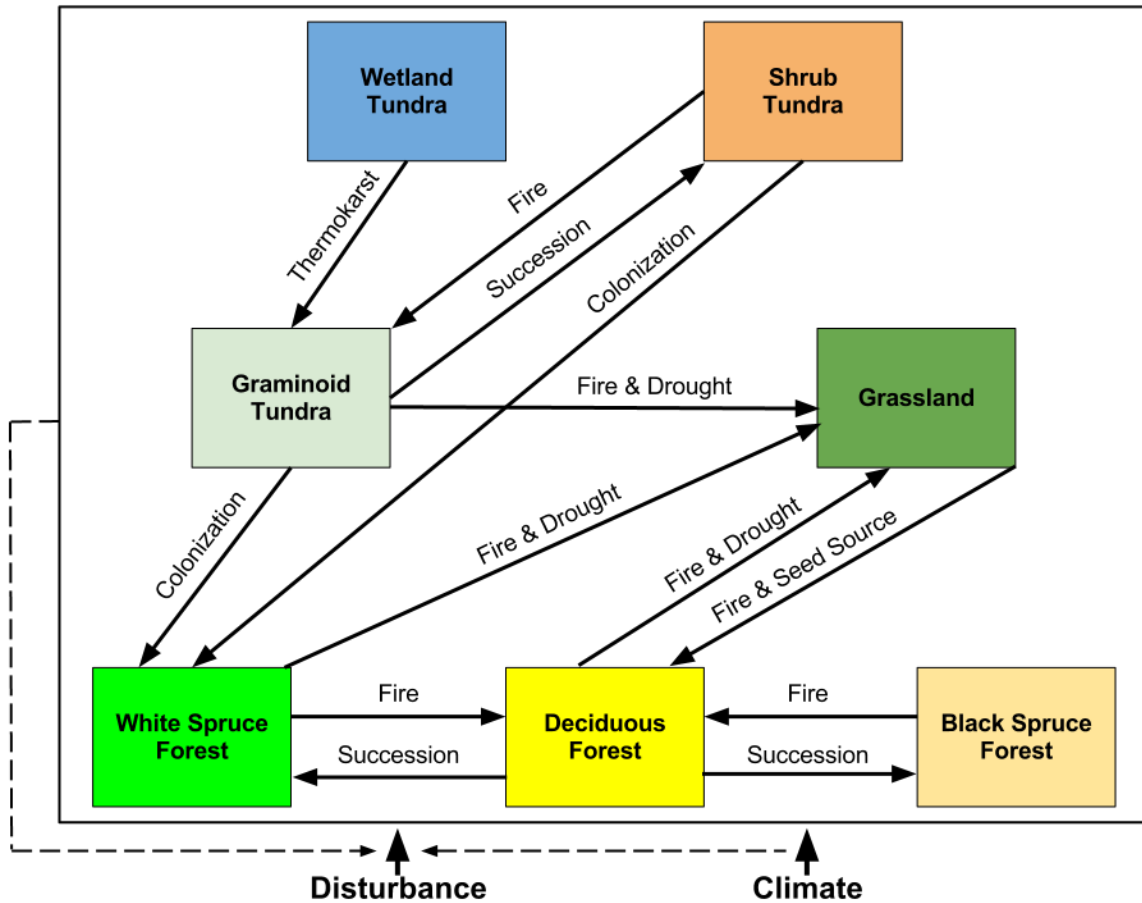 Wetland
Tundra
Shrub
Tundra
Thermokarst
Fire
Succession
Colonization
Graminoid
Tundra
Fire & Drought
Grassland
Colonization
Fire & Drought
Fire & Drought
Fire & Seed Source
White Spruce
Forest
Fire
Succession
Deciduous
Forest
Fire
Succession
Black Spruce
Forest
Disturbance
Climate